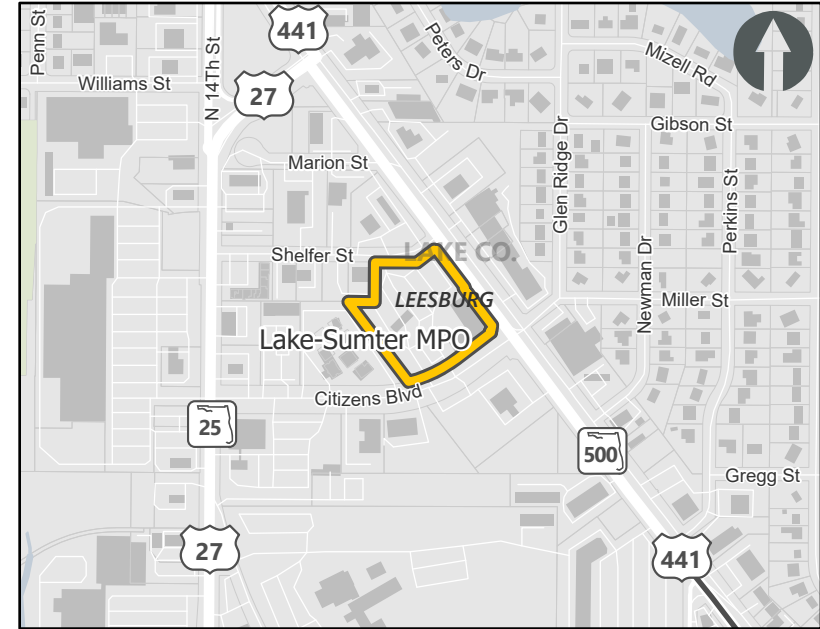 441
Penn St
Williams St
N 14Th St
27
Peters Dr
Mizell Rd
Gibson St
Marion St
Glen Ridge Dr
Perkins St
Shelfer St
LAKE CO.
LEESBURG
Newman Dr
Miller St
Lake-Sumter MPO
Citizens Blvd
25
500
Gregg St
27
441